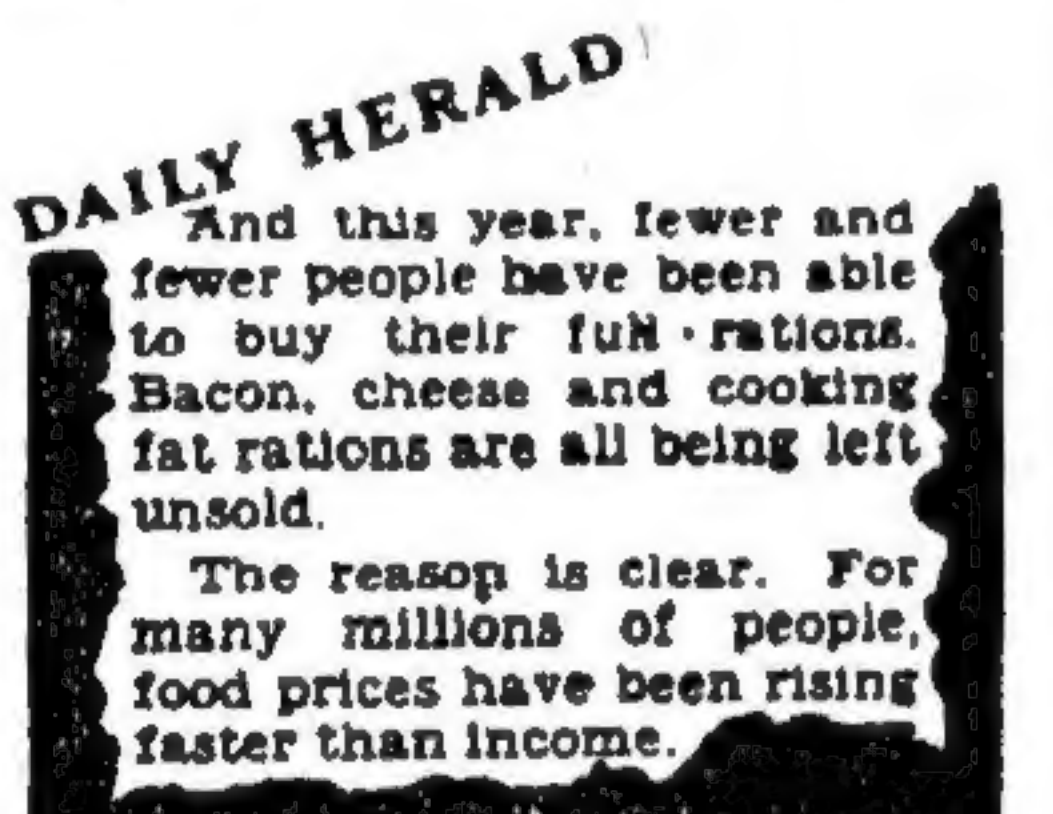 DAILY HERALD
And this year, fewer and
fewer people have been able
to buy their full rations.
Bacon, cheese and cooking
fat rations are all being left
unsold.
The reason is clear. For
many millions of people,
food prices have been rising
faster than income.